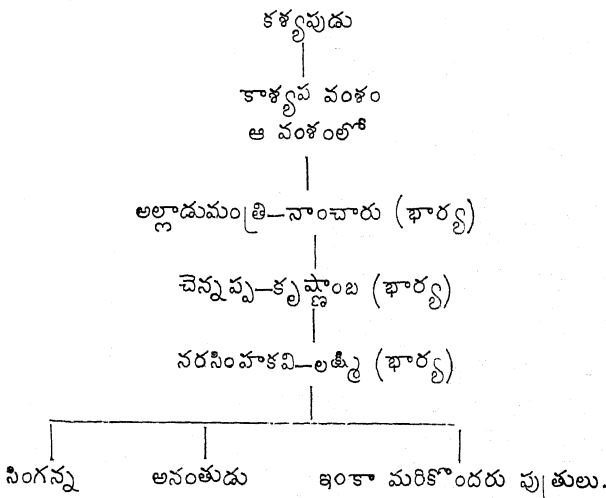 కశ్యపుడు
కాశ్యప వంశం
ఆ వంశంలో
అల్లాడుమంత్రి—నాంచారు (భార్య)
చెన్నప్ప—కృష్ణాంబ (భార్య)
నరసింహకవి—లక్ష్మి (భార్య)
సింగన్న అనంతుడు ఇంకా మరికొందరు పుత్రులు.